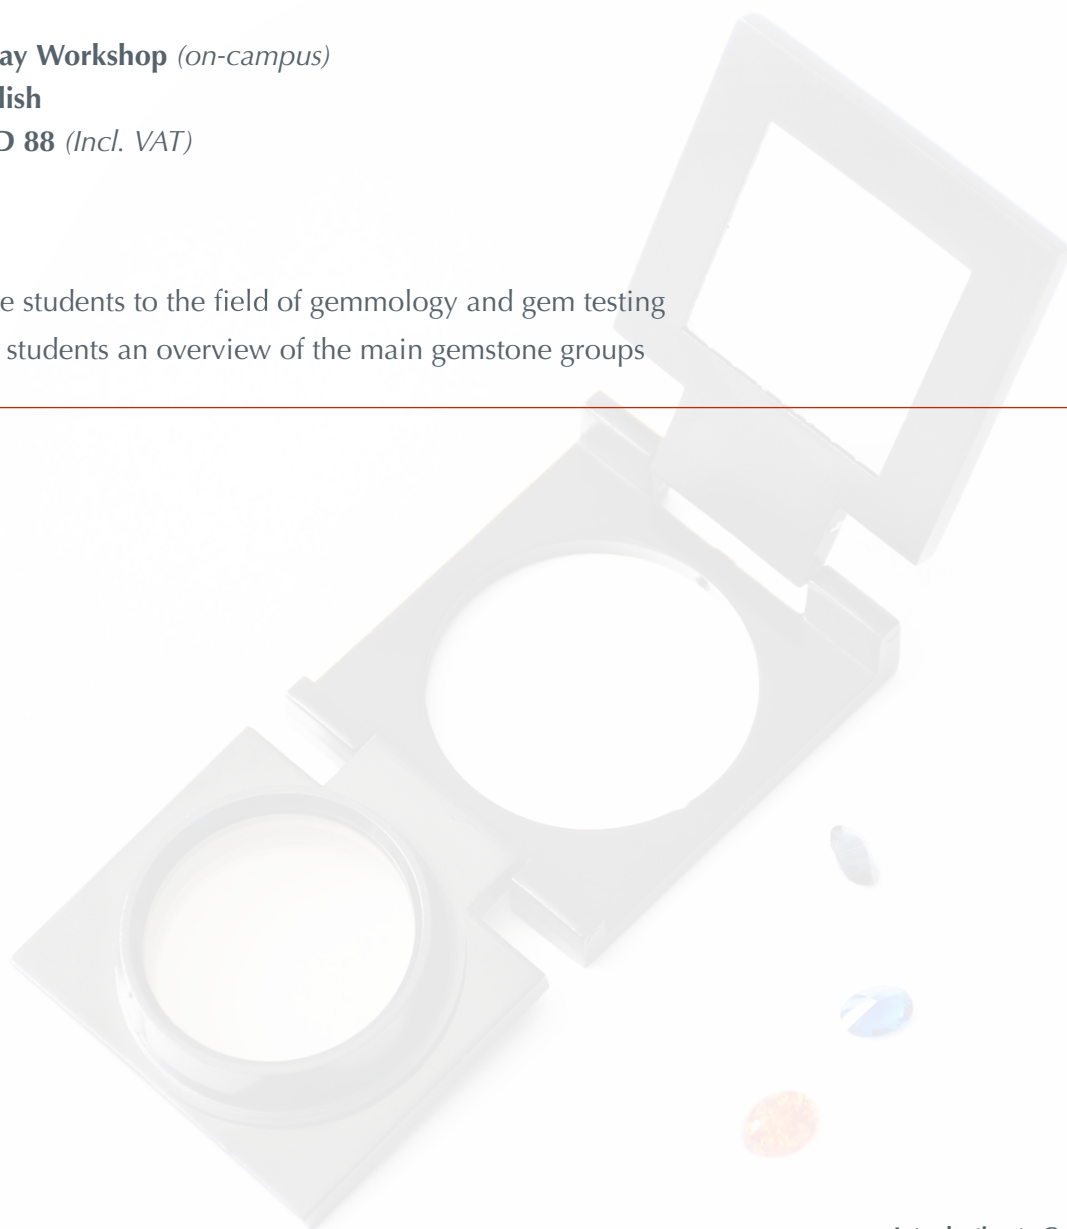 ay Workshop (on-campus)
lish
D 88 (Incl. VAT)
e students to the field of gemmology and gem testing
students an overview of the main gemstone groups